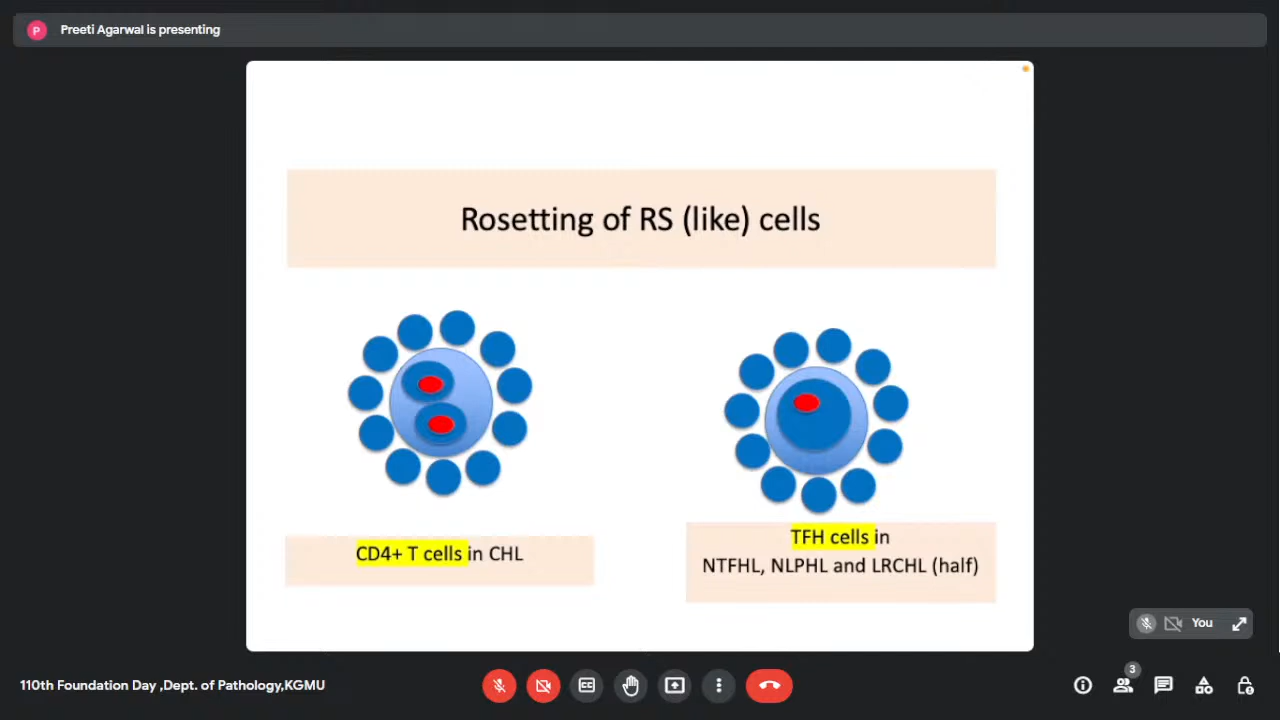 P
Preeti Agarwal is presenting
Rosetting of RS (like) cells
CD4+ T cells in CHL
TFH cells in
NTFHL, NLPHL and LRCHL (half)
You
3
110th Foundation Day ,Dept. of Pathology,KGMU
CC